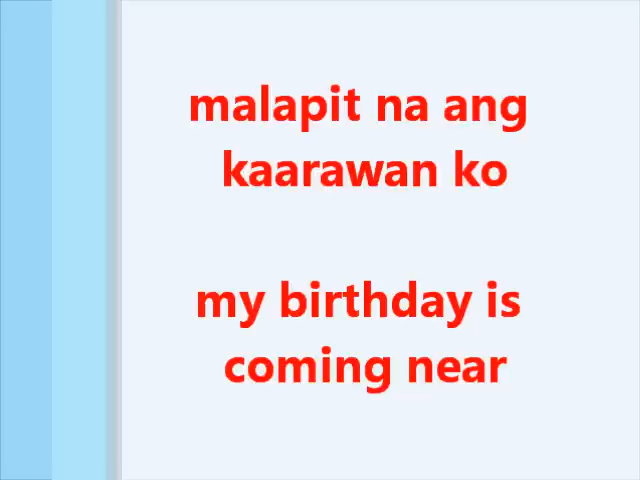 malapit na ang
kaarawan ko
my birthday is
coming near